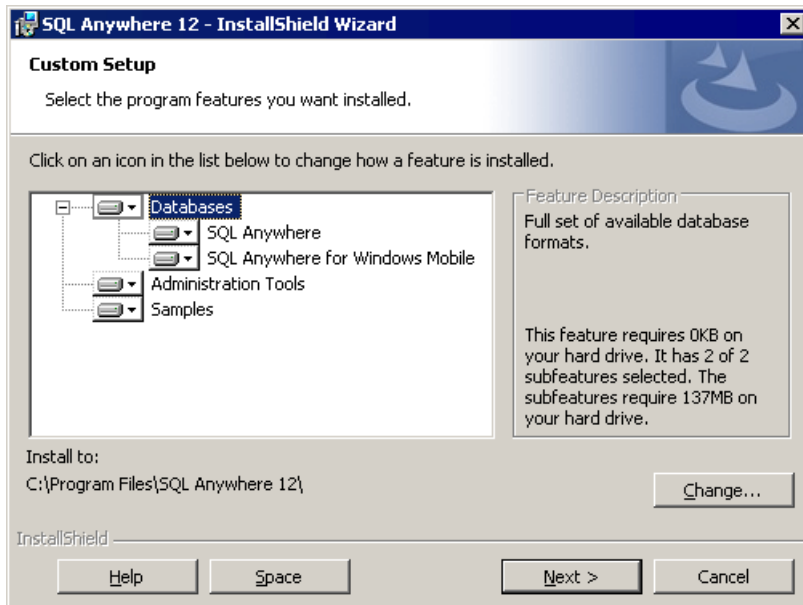 SQL Anywhere 12 - InstallShield Wizard
Custom Setup
Select the program features you want installed.
Click on an icon in the list below to change how a feature is installed.
Databases
SQL Anywhere
SQL Anywhere for Windows Mobile
Administration Tools
Samples
Feature Description
Full set of available database
formats.
This feature requires 0KB on
your hard drive. It has 2 of 2
subfeatures selected. The
subfeatures require 137MB on
your hard drive.
Install to:
C:\Program Files\SQL Anywhere 12\
Change...
InstallShield
Help
Space
Next >
Cancel